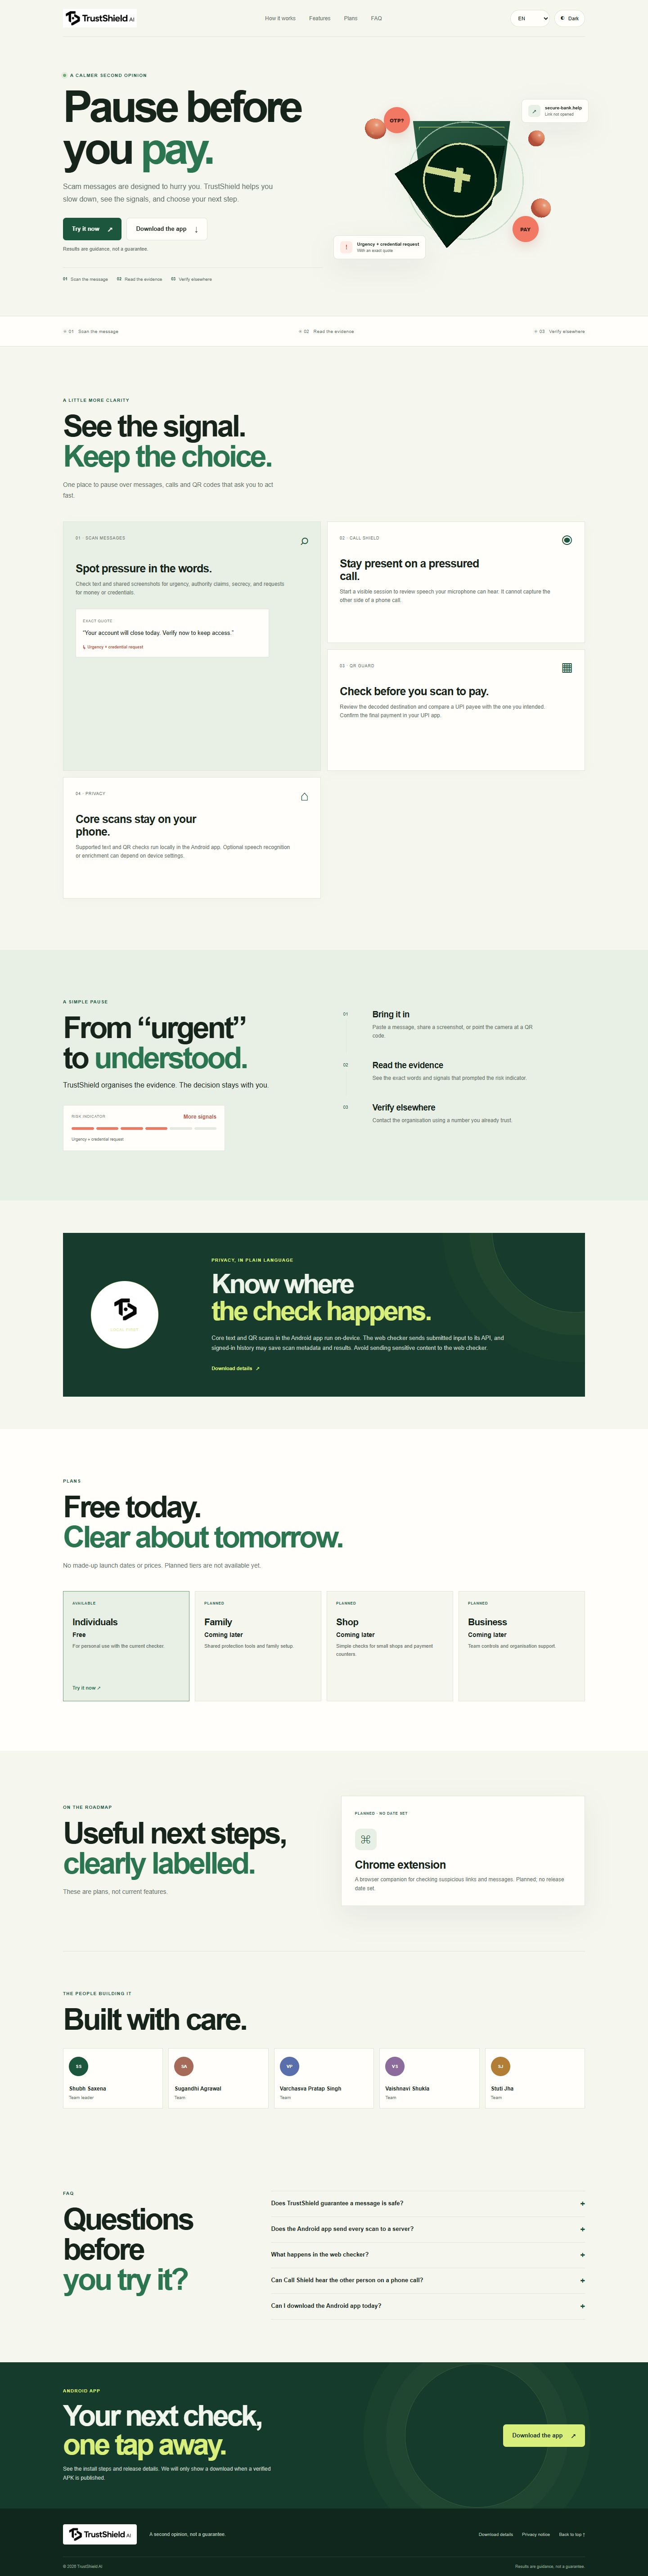 TrustShield AI
How it works
Features
Plans
FAQ
EN
Dark
A CALMER SECOND OPINION
Pause before
you pay.
Scam messages are designed to hurry you. TrustShield helps you
slow down, see the signals, and choose your next step.
Try it now ↗
Download the app ↓
Results are guidance, not a guarantee.
01 Scan the message
02 Read the evidence
03 Verify elsewhere
OTP?
secure-bank.help
Link not opened
PAY
! Urgency + credential request
With an exact quote
01 Scan the message
02 Read the evidence
03 Verify elsewhere
A LITTLE MORE CLARITY
See the signal.
Keep the choice.
One place to pause over messages, calls and QR codes that ask you to act
fast.
01 · SCAN MESSAGES
Spot pressure in the words.
Check text and shared screenshots for urgency, authority claims, secrecy, and requests
for money or credentials.
EXACT QUOTE
"Your account will close today. Verify now to keep access."
Urgency + credential request
02 · CALL SHIELD
Stay present on a pressured
call.
Start a visible session to review speech your microphone can hear. It cannot capture the
other side of a phone call.
03 · QR GUARD
Check before you scan to pay.
Review the decoded destination and compare a UPI payee with the one you intended.
Confirm the final payment in your UPI app.
04 · PRIVACY
Core scans stay on your
phone.
Supported text and QR checks run locally in the Android app. Optional speech recognition
or enrichment can depend on device settings.
A SIMPLE PAUSE
From “urgent”
to understood.
TrustShield organises the evidence. The decision stays with you.
RISK INDICATOR
More signals
Urgency + credential request
01
Bring it in
Paste a message, share a screenshot, or point the camera at a QR
code.
02
Read the evidence
See the exact words and signals that prompted the risk indicator.
03
Verify elsewhere
Contact the organisation using a number you already trust.
PRIVACY, IN PLAIN LANGUAGE
Know where
the check happens.
Core text and QR scans in the Android app run on-device. The web checker sends submitted input to its API, and
signed-in history may save scan metadata and results. Avoid sending sensitive content to the web checker.
Download details ↗
PLANS
Free today.
Clear about tomorrow.
No made-up launch dates or prices. Planned tiers are not available yet.
AVAILABLE
Individuals
Free
For personal use with the current checker.
Try it now ↗
PLANNED
Family
Coming later
Shared protection tools and family setup.
PLANNED
Shop
Coming later
Simple checks for small shops and payment
counters.
PLANNED
Business
Coming later
Team controls and organisation support.
ON THE ROADMAP
Useful next steps,
clearly labelled.
These are plans, not current features.
PLANNED · NO DATE SET
⌘
Chrome extension
A browser companion for checking suspicious links and messages. Planned; no release
date set.
THE PEOPLE BUILDING IT
Built with care.
SS
Shubh Saxena
Team leader
SA
Sugandhi Agrawal
Team
VP
Varchasva Pratap Singh
Team
VS
Vaishnavi Shukla
Team
SJ
Stuti Jha
Team
FAQ
Questions
before
you try it?
Does TrustShield guarantee a message is safe? +
Does the Android app send every scan to a server? +
What happens in the web checker? +
Can Call Shield hear the other person on a phone call? +
Can I download the Android app today? +
ANDROID APP
Your next check,
one tap away.
See the install steps and release details. We will only show a download when a verified
APK is published.
Download the app ↗
TrustShield AI
A second opinion, not a guarantee.
Download details
Privacy notice
Back to top ↑
© 2026 TrustShield AI
Results are guidance, not a guarantee.